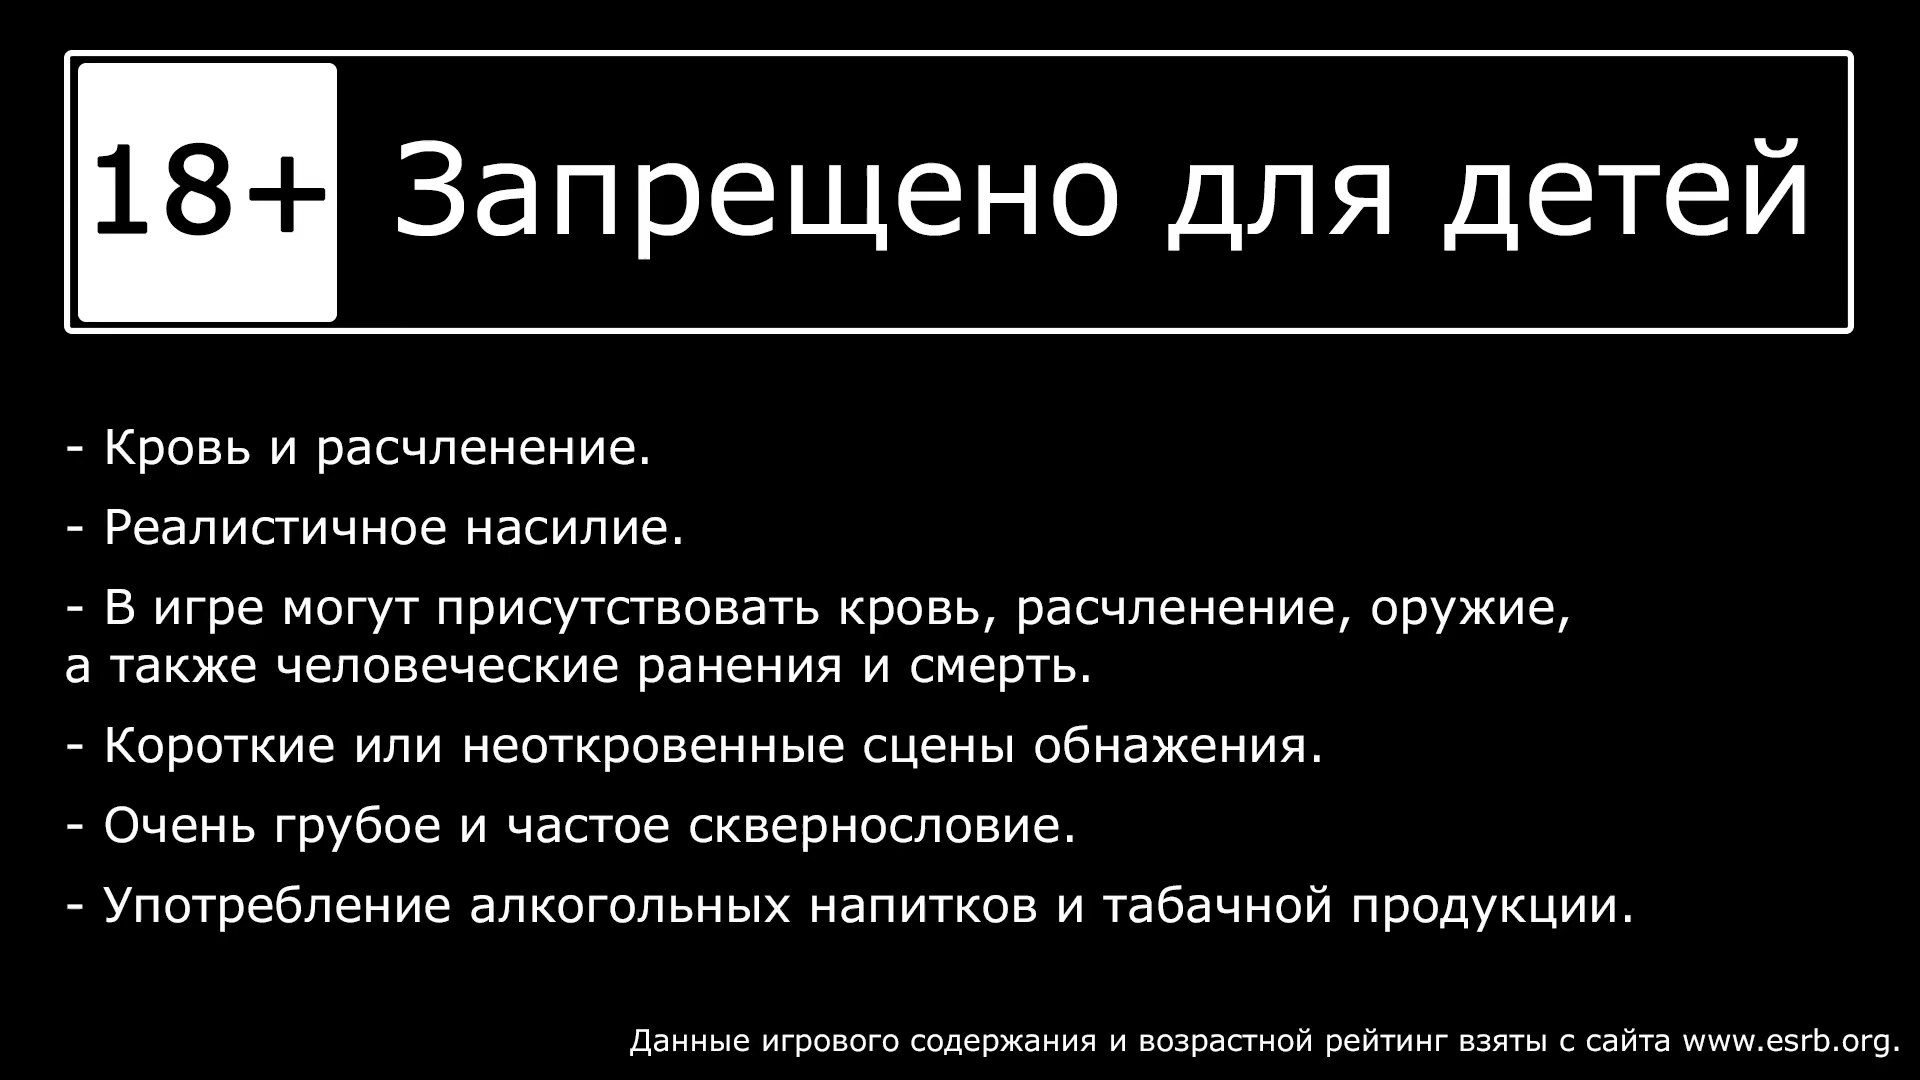 18+ Запрещено для детей
- Кровь и расчленение.
- Реалистичное насилие.
- В игре могут присутствовать кровь, расчленение, оружие,
а также человеческие ранения и смерть.
- Короткие или неоткровенные сцены обнажения.
- Очень грубое и частое сквернословие.
- Употребление алкогольных напитков и табачной продукции.
Данные игрового содержания и возрастной рейтинг взяты с сайта www.esrb.org.